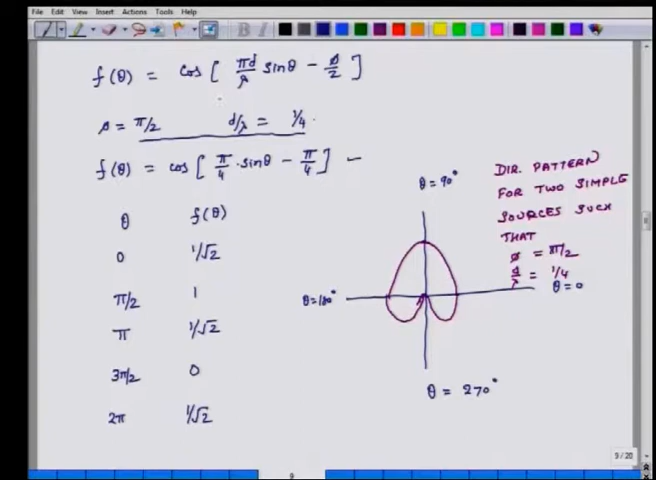 File Edit View Insert Actions Tools Help
f(θ) = cos [ πd/λ sinθ - ø/2 ]
ø = π/2 d/λ = 1/4
f(θ) = cos [ π/4 . sinθ - π/4 ] -
θ f(θ)
0 1/√2
π/2 1
π 1/√2
3π/2 0
2π 1/√2
θ = 90°
θ = 180°
θ = 0
θ = 270°
DIR. PATTERN
FOR TWO SIMPLE
SOURCES SUCH
THAT
ø = π/2
d/λ = 1/4
9/20
9